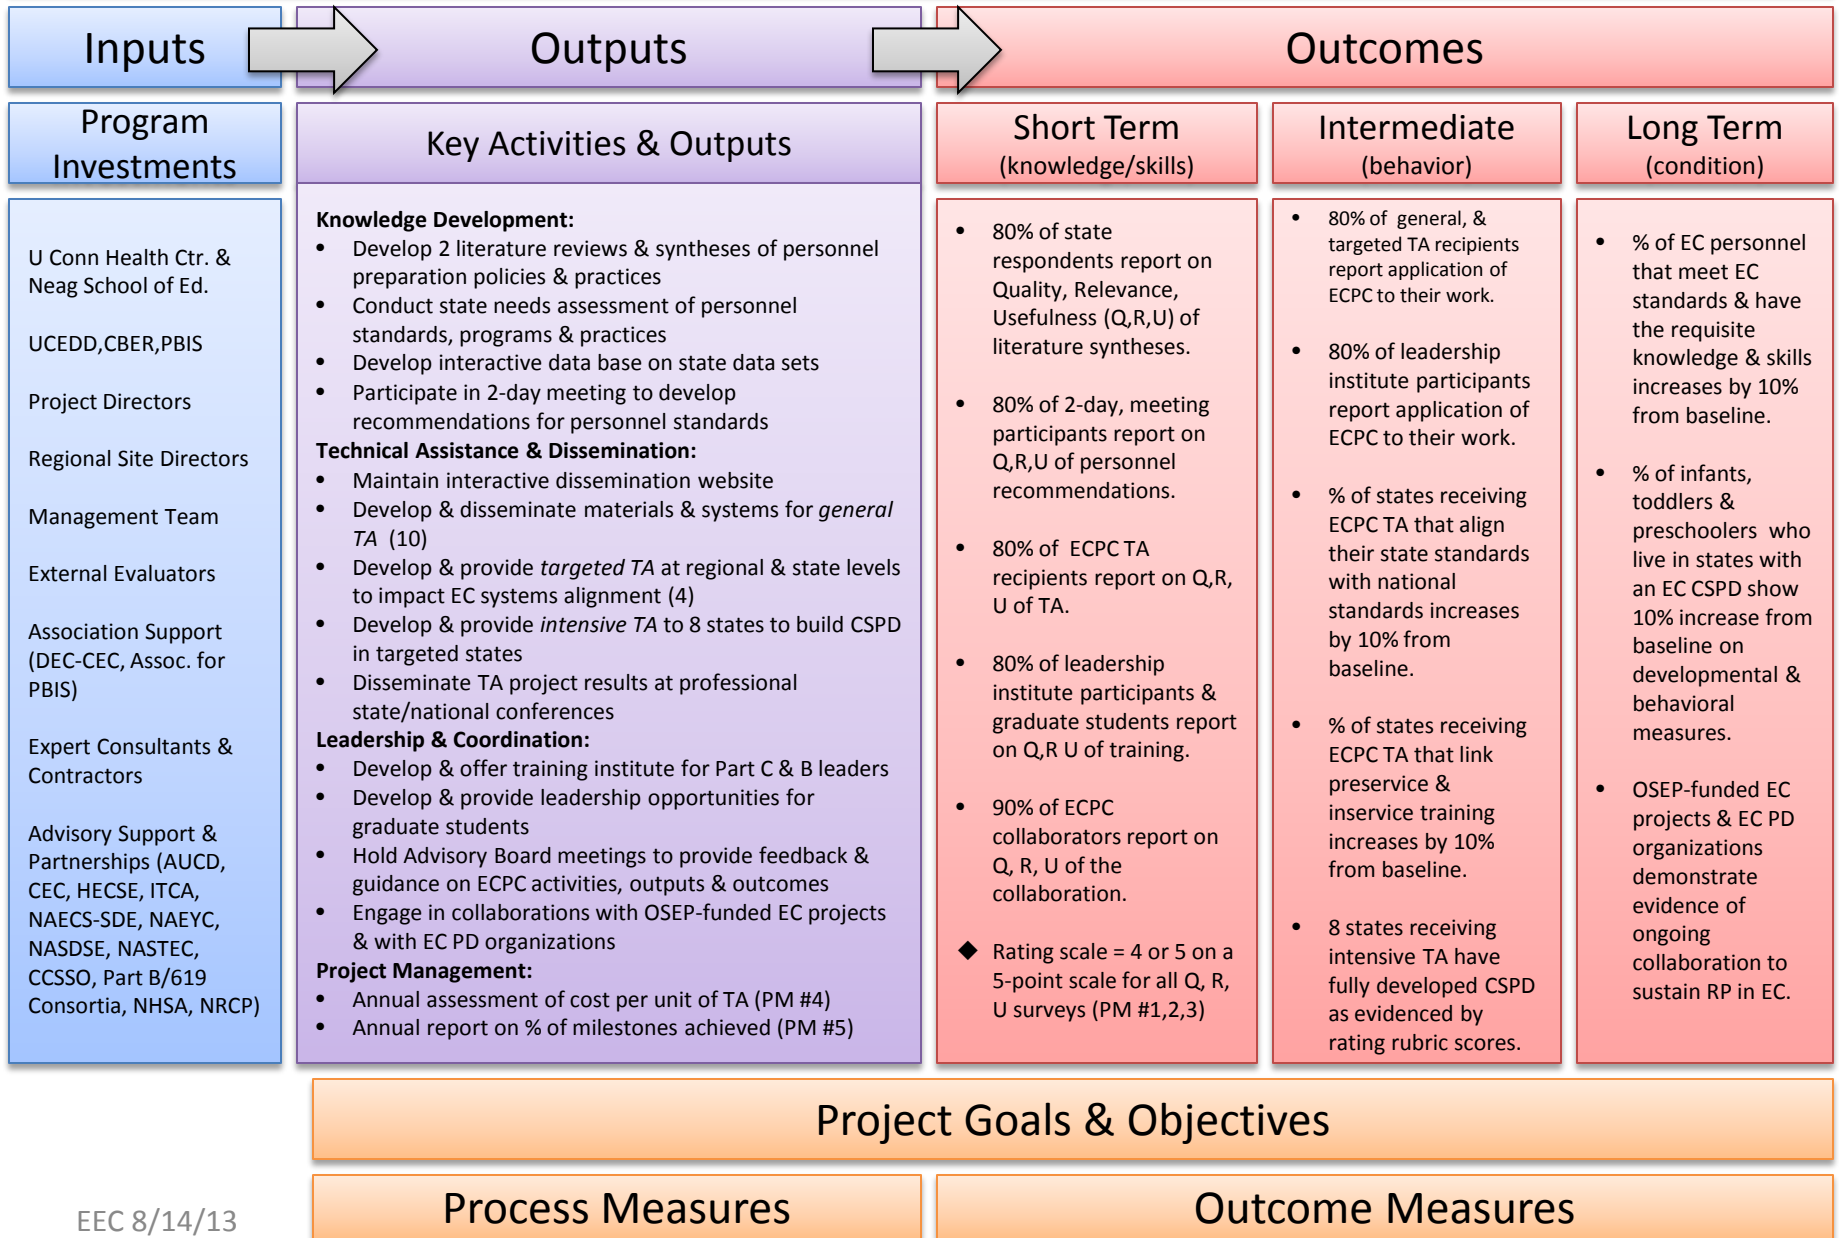 Inputs
Outputs
Outcomes
Program
Investments
Key Activities & Outputs
Short Term
(knowledge/skills)
Intermediate
(behavior)
Long Term
(condition)
U Conn Health Ctr. &
Neag School of Ed.
UCEDD,CBER,PBIS
Project Directors
Regional Site Directors
Management Team
External Evaluators
Association Support
(DEC-CEC, Assoc. for
PBIS)
Expert Consultants &
Contractors
Advisory Support &
Partnerships (AUCD,
CEC, HECSE, ITCA,
NAECS-SDE, NAEYC,
NASDSE, NASTEC,
CCSSO, Part B/619
Consortia, NHSA, NRCP)
Knowledge Development:
• Develop 2 literature reviews & syntheses of personnel
preparation policies & practices
• Conduct state needs assessment of personnel
standards, programs & practices
• Develop interactive data base on state data sets
• Participate in 2-day meeting to develop
recommendations for personnel standards
Technical Assistance & Dissemination:
• Maintain interactive dissemination website
• Develop & disseminate materials & systems for general
TA (10)
• Develop & provide targeted TA at regional & state levels
to impact EC systems alignment (4)
• Develop & provide intensive TA to 8 states to build CSPD
in targeted states
• Disseminate TA project results at professional
state/national conferences
Leadership & Coordination:
• Develop & offer training institute for Part C & B leaders
• Develop & provide leadership opportunities for
graduate students
• Hold Advisory Board meetings to provide feedback &
guidance on ECPC activities, outputs & outcomes
• Engage in collaborations with OSEP-funded EC projects
& with EC PD organizations
Project Management:
• Annual assessment of cost per unit of TA (PM #4)
• Annual report on % of milestones achieved (PM #5)
• 80% of state
respondents report on
Quality, Relevance,
Usefulness (Q,R,U) of
literature syntheses.
• 80% of 2-day, meeting
participants report on
Q,R,U of personnel
recommendations.
• 80% of ECPC TA
recipients report on Q,R,
U of TA.
• 80% of leadership
institute participants &
graduate students report
on Q,R U of training.
• 90% of ECPC
collaborators report on
Q, R, U of the
collaboration.
◆ Rating scale = 4 or 5 on a
5-point scale for all Q, R,
U surveys (PM #1,2,3)
• 80% of general, &
targeted TA recipients
report application of
ECPC to their work.
• 80% of leadership
institute participants
report application of
ECPC to their work.
• % of states receiving
ECPC TA that align
their state standards
with national
standards increases
by 10% from
baseline.
• % of states receiving
ECPC TA that link
preservice &
inservice training
increases by 10%
from baseline.
• 8 states receiving
intensive TA have
fully developed CSPD
as evidenced by
rating rubric scores.
• % of EC personnel
that meet EC
standards & have
the requisite
knowledge & skills
increases by 10%
from baseline.
• % of infants,
toddlers &
preschoolers who
live in states with
an EC CSPD show
10% increase from
baseline on
developmental &
behavioral
measures.
• OSEP-funded EC
projects & EC PD
organizations
demonstrate
evidence of
ongoing
collaboration to
sustain RP in EC.
Project Goals & Objectives
Process Measures
Outcome Measures
EEC 8/14/13